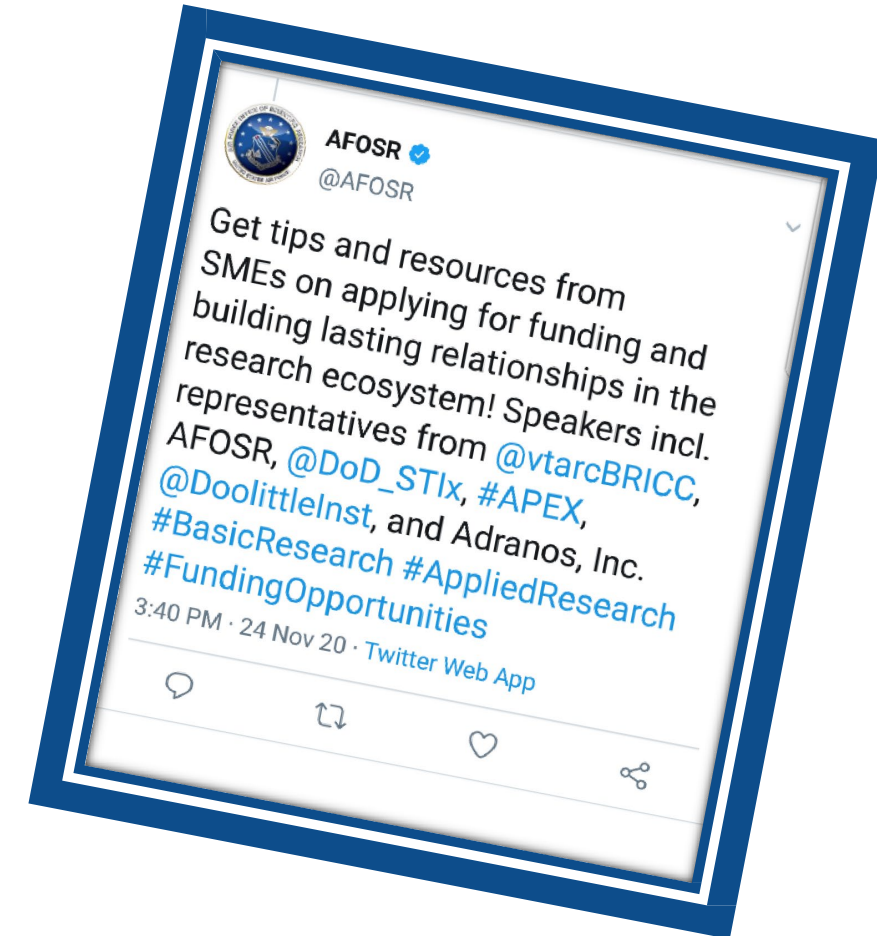 AFOSR
@AFOSR
Get tips and resources from
SMEs on applying for funding and
building lasting relationships in the
research ecosystem! Speakers incl.
representatives from @vtarcBRICC,
AFOSR, @DoD_STIx, #APEX,
@DoolittleInst, and Adranos, Inc.
#BasicResearch #AppliedResearch
#FundingOpportunities
3:40 PM · 24 Nov 20 · Twitter Web App